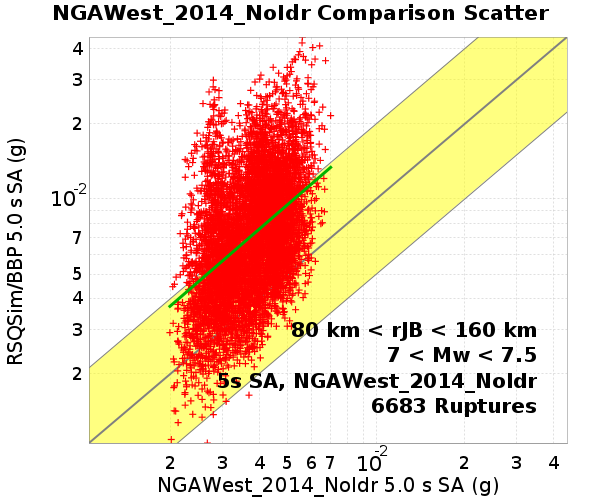 NGAWest_2014_NoIdr Comparison Scatter
4
3
2
10-2
7
5
4
3
2
RSQSim/BBP 5.0 s SA (g)
80 km < rJB < 160 km
7 < Mw < 7.5
5s SA, NGAWest_2014_NoIdr
6683 Ruptures
2 3 4 5 6 7 10-2 2 3 4
NGAWest_2014_NoIdr 5.0 s SA (g)